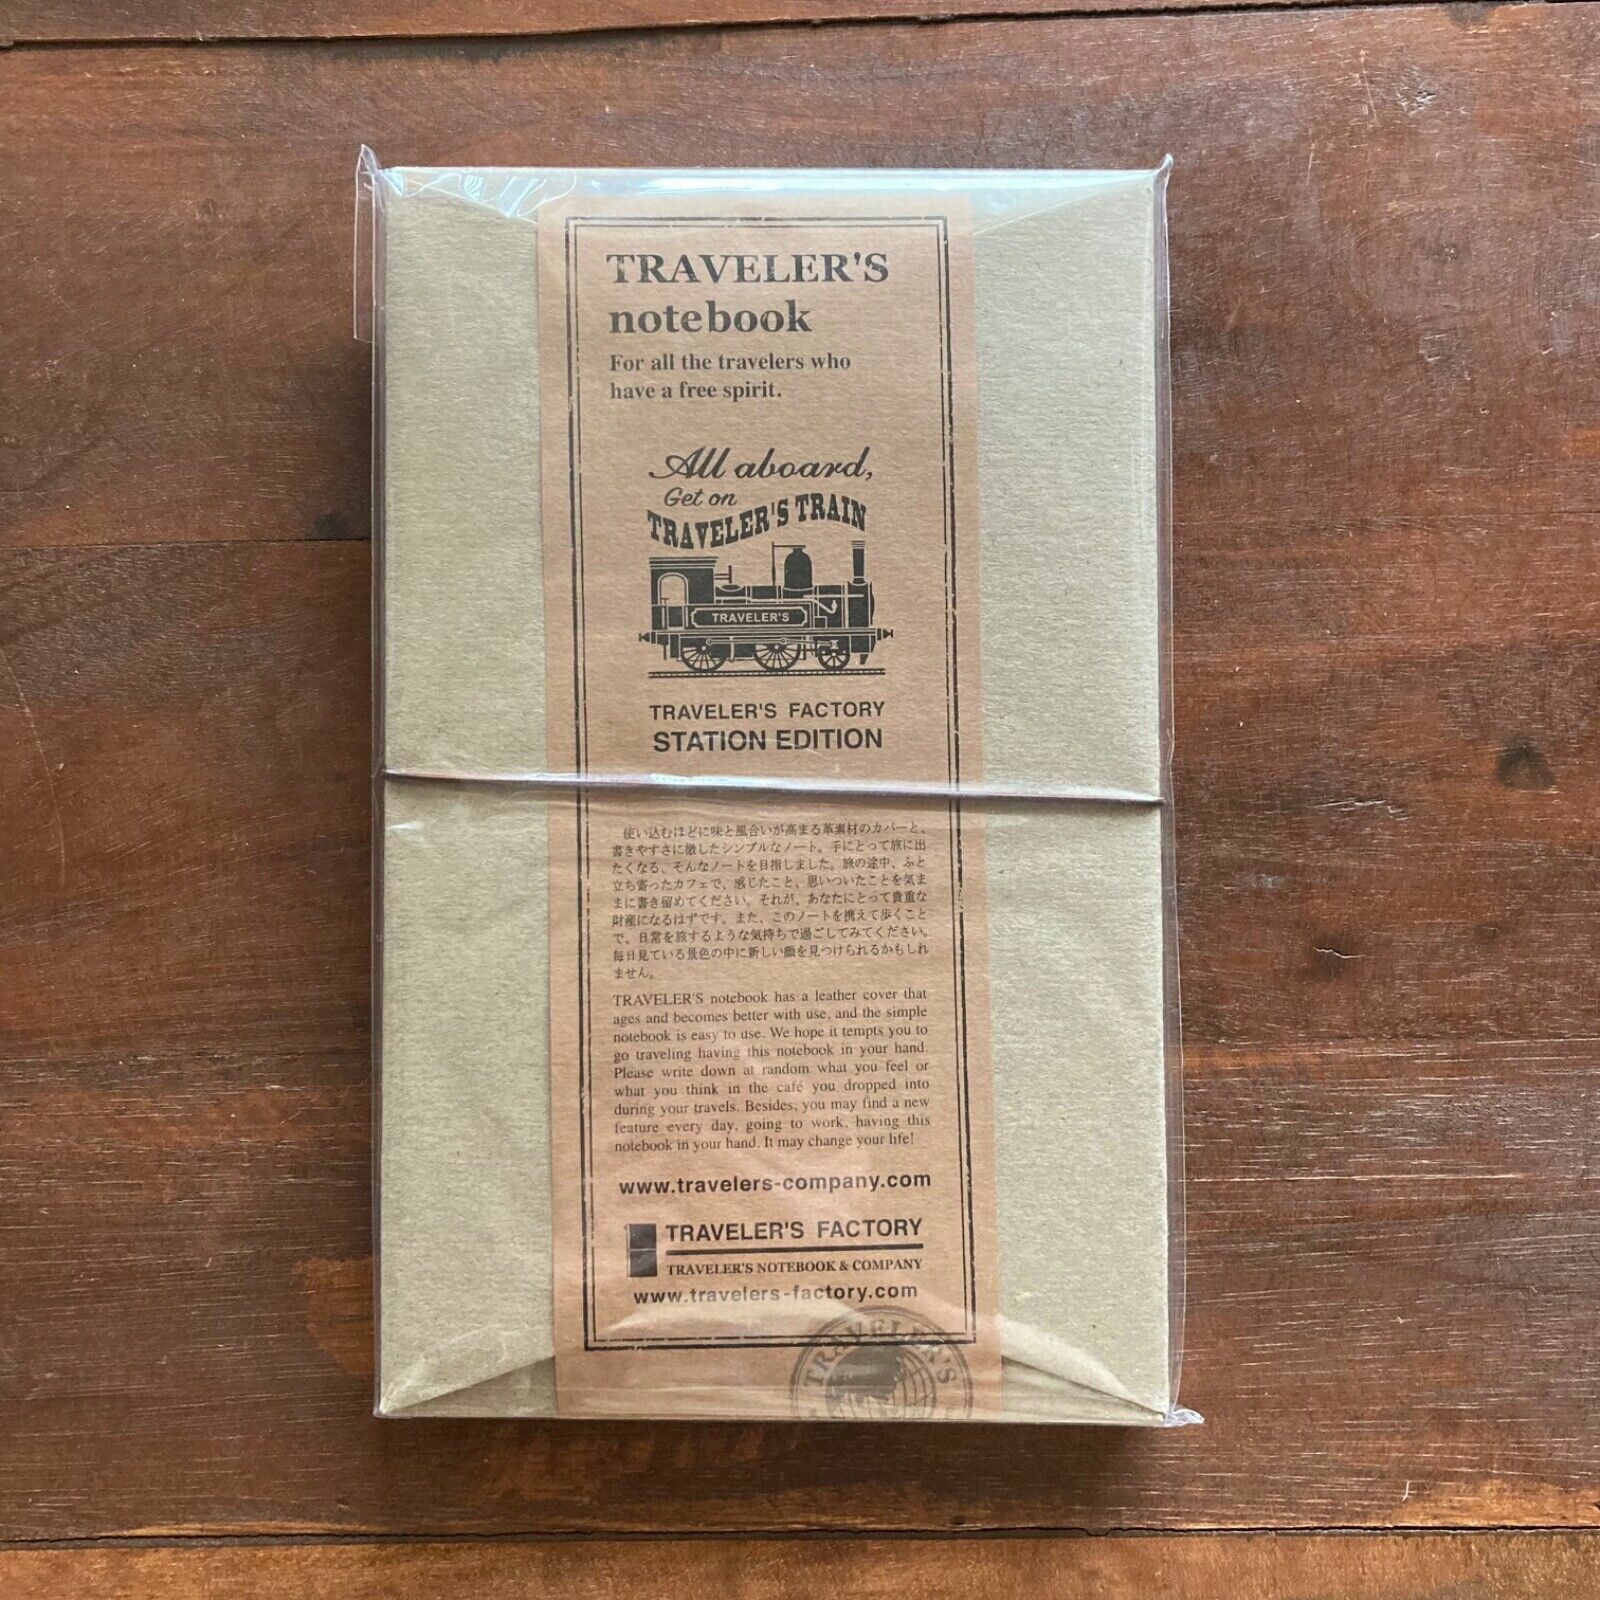 TRAVELER'S
notebook
For all the travelers who
have a free spirit.
All aboard,
Get on
TRAVELER'S TRAIN
TRAVELER'S
TRAVELER'S FACTORY
STATION EDITION
使い込むほどに味と風合いが高まる革素材のカバーと、
書きやすさに徹したシンプルなノート。手にとって旅に出
たくなる、そんなノートを目指しました。旅の途中、ふと
立ち寄ったカフェで、感じたこと、思いついたことを気ま
まに書き留めてください。それが、あなたにとって貴重な
財産になるはずです。また、このノートを携えて歩くこと
で、日常を旅するような気持ちで過ごしてみてください。
毎日見ている景色の中に新しい顔を見つけられるかもしれ
ません。
TRAVELER'S notebook has a leather cover that
ages and becomes better with use, and the simple
notebook is easy to use. We hope it tempts you to
go traveling having this notebook in your hand.
Please write down at random what you feel or
what you think in the café you dropped into
during your travels. Besides, you may find a new
feature every day, going to work, having this
notebook in your hand. It may change your life!
www.travelers-company.com
TRAVELER'S FACTORY
TRAVELER'S NOTEBOOK & COMPANY
www.travelers-factory.com
TRAVELER'S